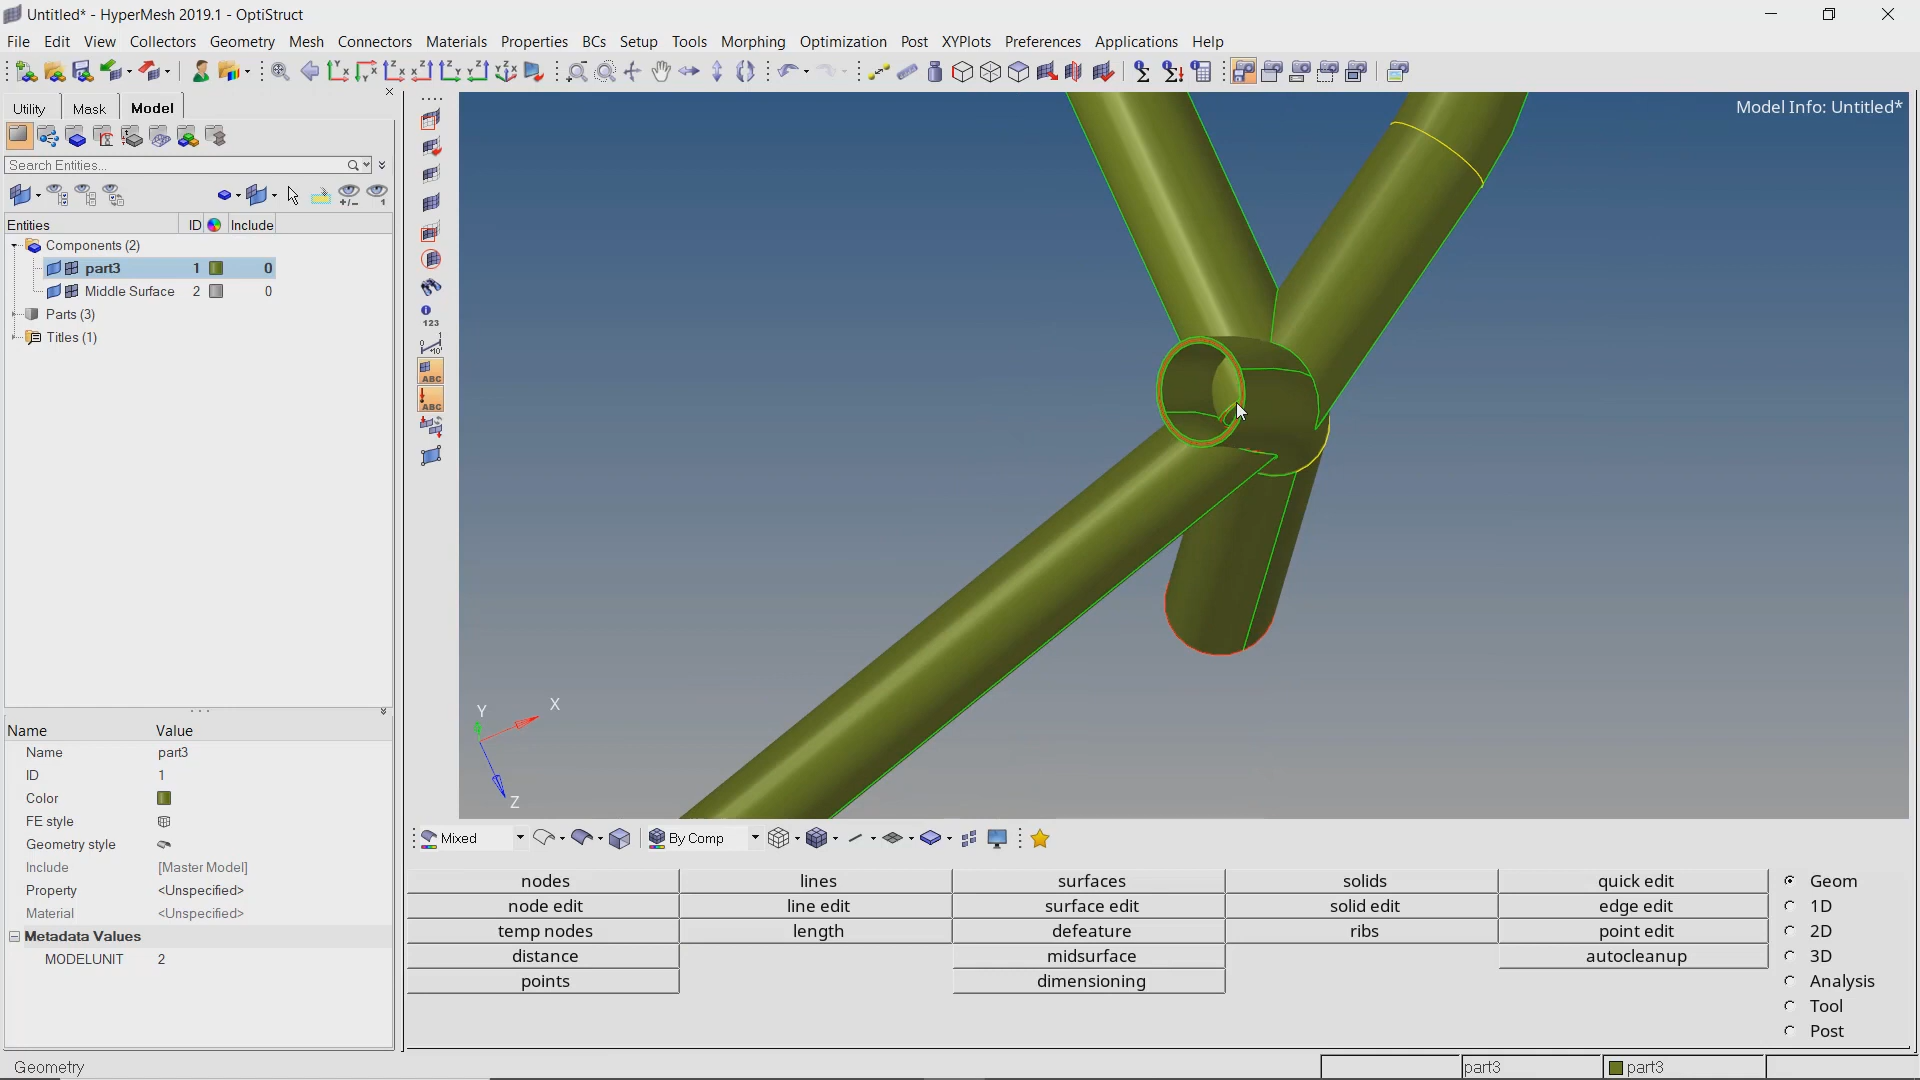 Untitled* - HyperMesh 2019.1 - OptiStruct
File Edit View Collectors Geometry Mesh Connectors Materials Properties BCs Setup Tools Morphing Optimization Post XYPlots Preferences Applications Help
Utility Mask Model
Model Info: Untitled*
Search Entities...
Entities ID Include
Components (2)
part3 1 0
Middle Surface 2 0
Parts (3)
Titles (1)
123
ABC
ABC
Y X Z
Name Value
Name part3
ID 1
Color
FE style
Geometry style
Include [Master Model]
Property <Unspecified>
Material <Unspecified>
Metadata Values
MODELUNIT 2
Mixed By Comp
nodes lines surfaces solids quick edit Geom
node edit line edit surface edit solid edit edge edit 1D
temp nodes length defeature ribs point edit 2D
distance midsurface autocleanup 3D
points dimensioning Analysis
Tool
Post
Geometry part3 part3